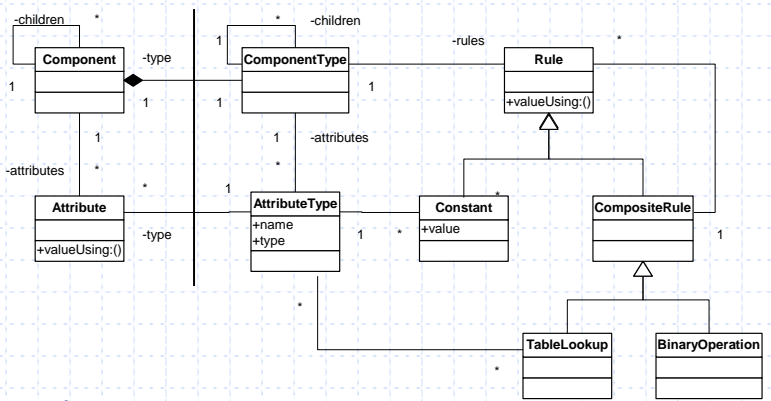 -children * * -children
1
Component -type ComponentType -rules Rule *
1 1 1 1
+valueUsing:()
1 1 -attributes
-attributes * *
* 1 *
Attribute AttributeType Constant CompositeRule
+name +value
-type +type 1 * 1
+valueUsing:()
*
TableLookup BinaryOperation
*